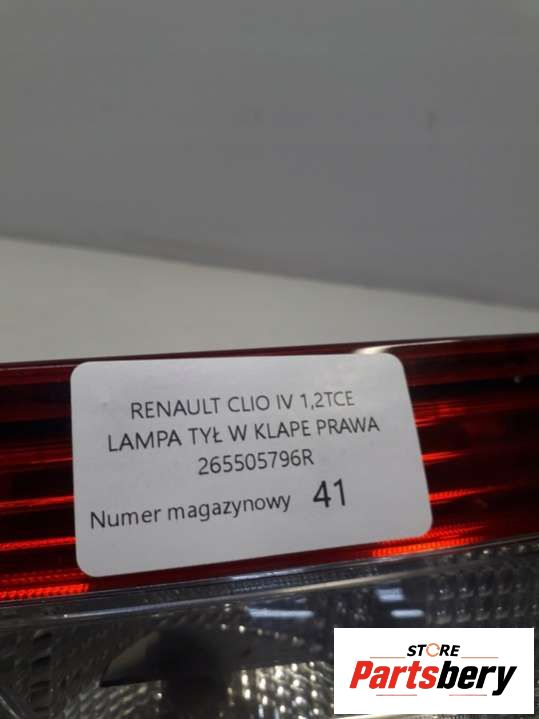 RENAULT CLIO IV 1,2TCE
LAMPA TYŁ W KLAPE PRAWA
265505796R
Numer magazynowy 41
STORE
Partsbery